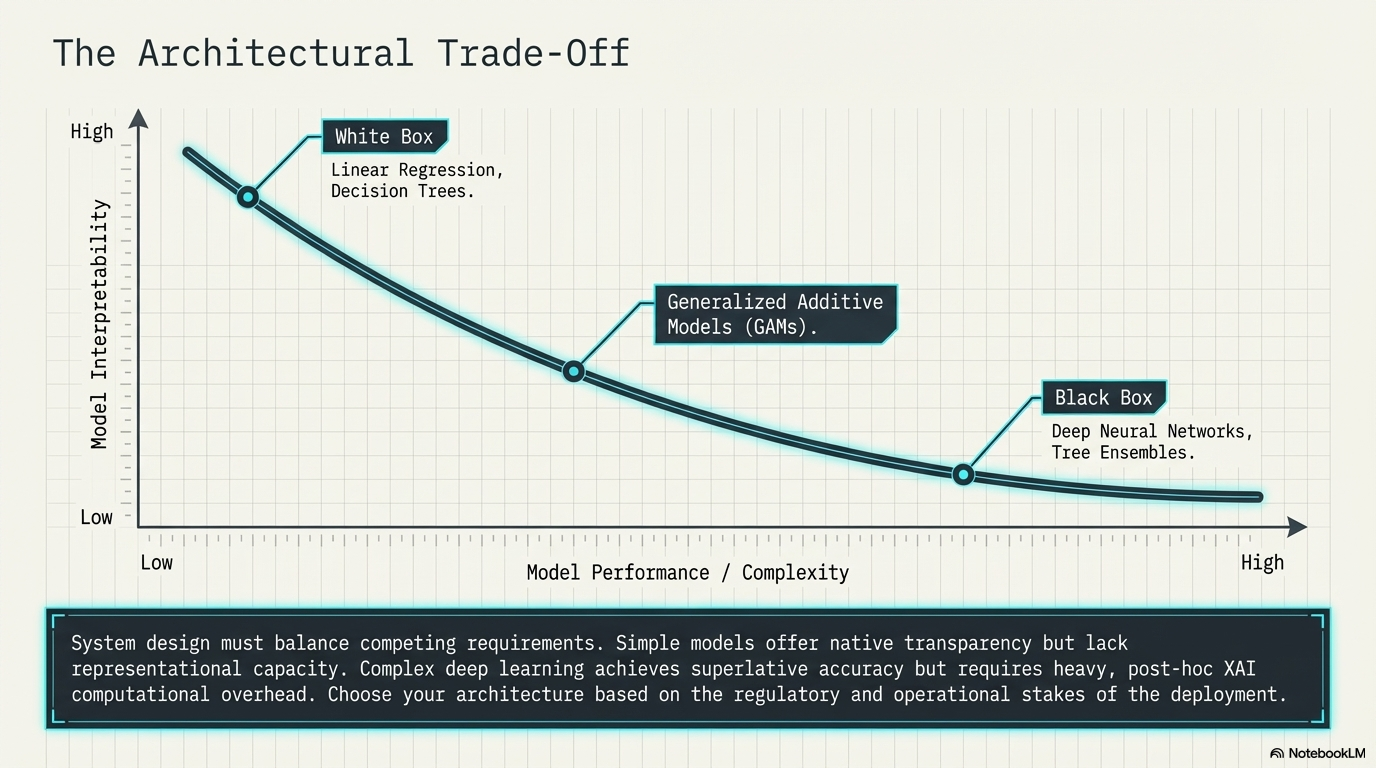 The Architectural Trade-Off
High
Model Interpretability
Low
White Box
Linear Regression,
Decision Trees.
Generalized Additive
Models (GAMs).
Black Box
Deep Neural Networks,
Tree Ensembles.
Low
Model Performance / Complexity
High
System design must balance competing requirements. Simple models offer native transparency but lack
representational capacity. Complex deep learning achieves superlative accuracy but requires heavy, post-hoc XAI
computational overhead. Choose your architecture based on the regulatory and operational stakes of the deployment.
NotebookLM